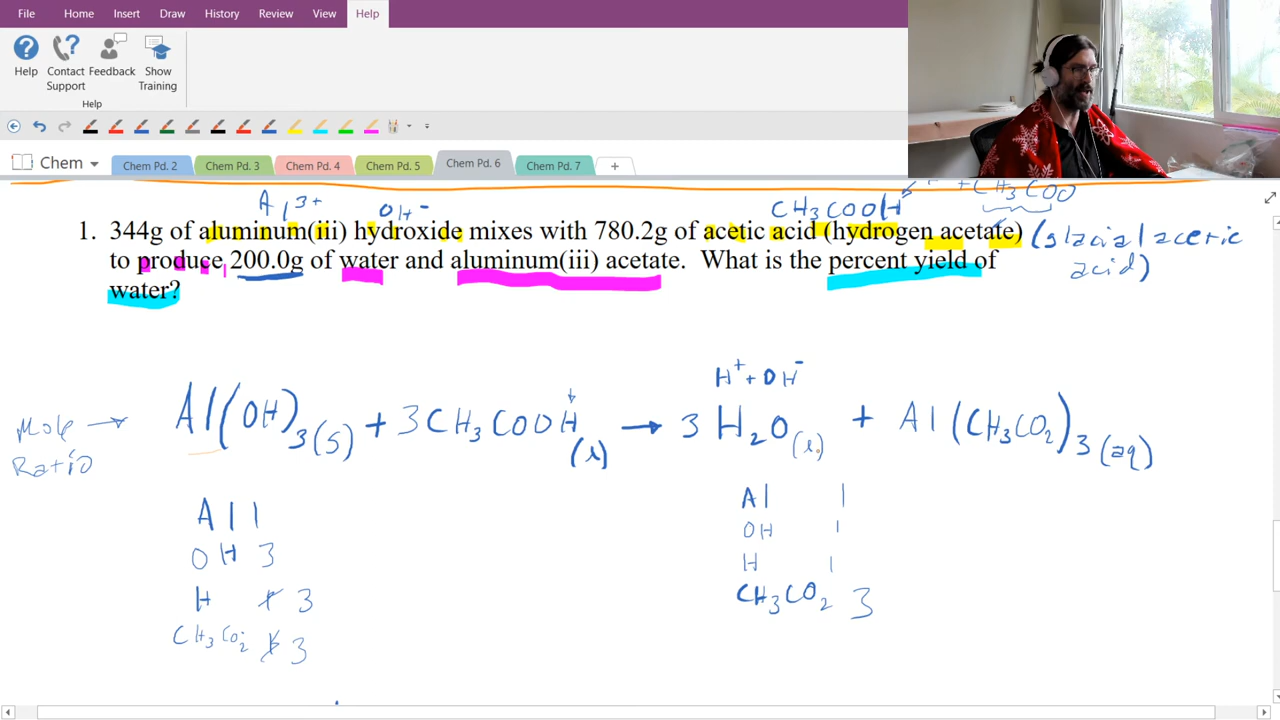 File Home Insert Draw History Review View Help
Help Contact Support Feedback Show Training
Help
Chem Chem Pd. 2 Chem Pd. 3 Chem Pd. 4 Chem Pd. 5 Chem Pd. 6 Chem Pd. 7 +
Al 3+ OH - CH3COOH + CH3COO
1. 344g of aluminum(iii) hydroxide mixes with 780.2g of acetic acid (hydrogen acetate) (glacial acetic
to produce 200.0g of water and aluminum(iii) acetate. What is the percent yield of acid)
water?
H+ + OH-
Mole → Al(OH)3(s) + 3CH3COOH(l) → 3 H2O(l) + Al(CH3CO2)3(aq)
Ratio
Al 1 Al 1
OH 3 OH 1
H 1 3 H 1
CH3CO2 1 3 CH3CO2 3